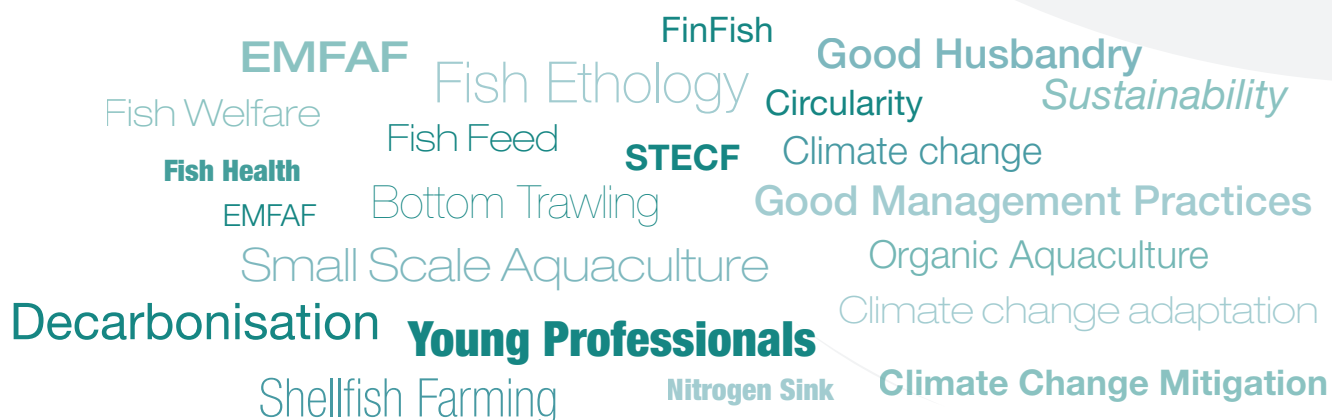 FinFish
EMFAF
Good Husbandry
Fish Ethology
Sustainability
Circularity
Fish Welfare
Fish Feed
STECF
Climate change
Fish Health
Bottom Trawling
Good Management Practices
EMFAF
Small Scale Aquaculture
Organic Aquaculture
Decarbonisation
Climate change adaptation
Young Professionals
Shellfish Farming
Nitrogen Sink
Climate Change Mitigation